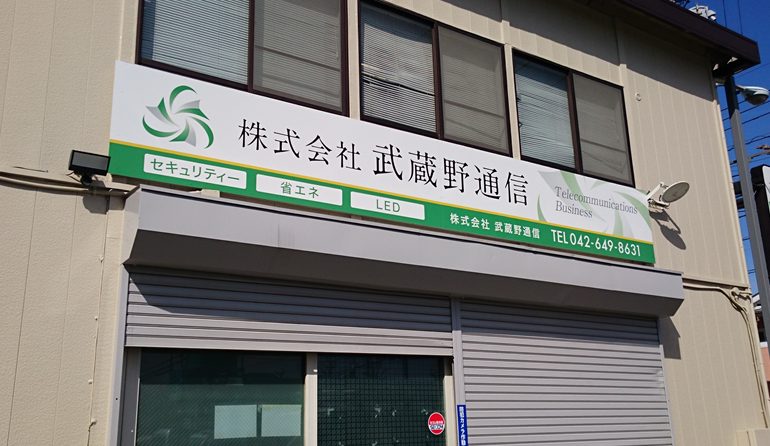 株式会社 武蔵野通信
Telecommunications
Business
セキュリティー 省エネ LED
株式会社 武蔵野通信 TEL 042-649-8631